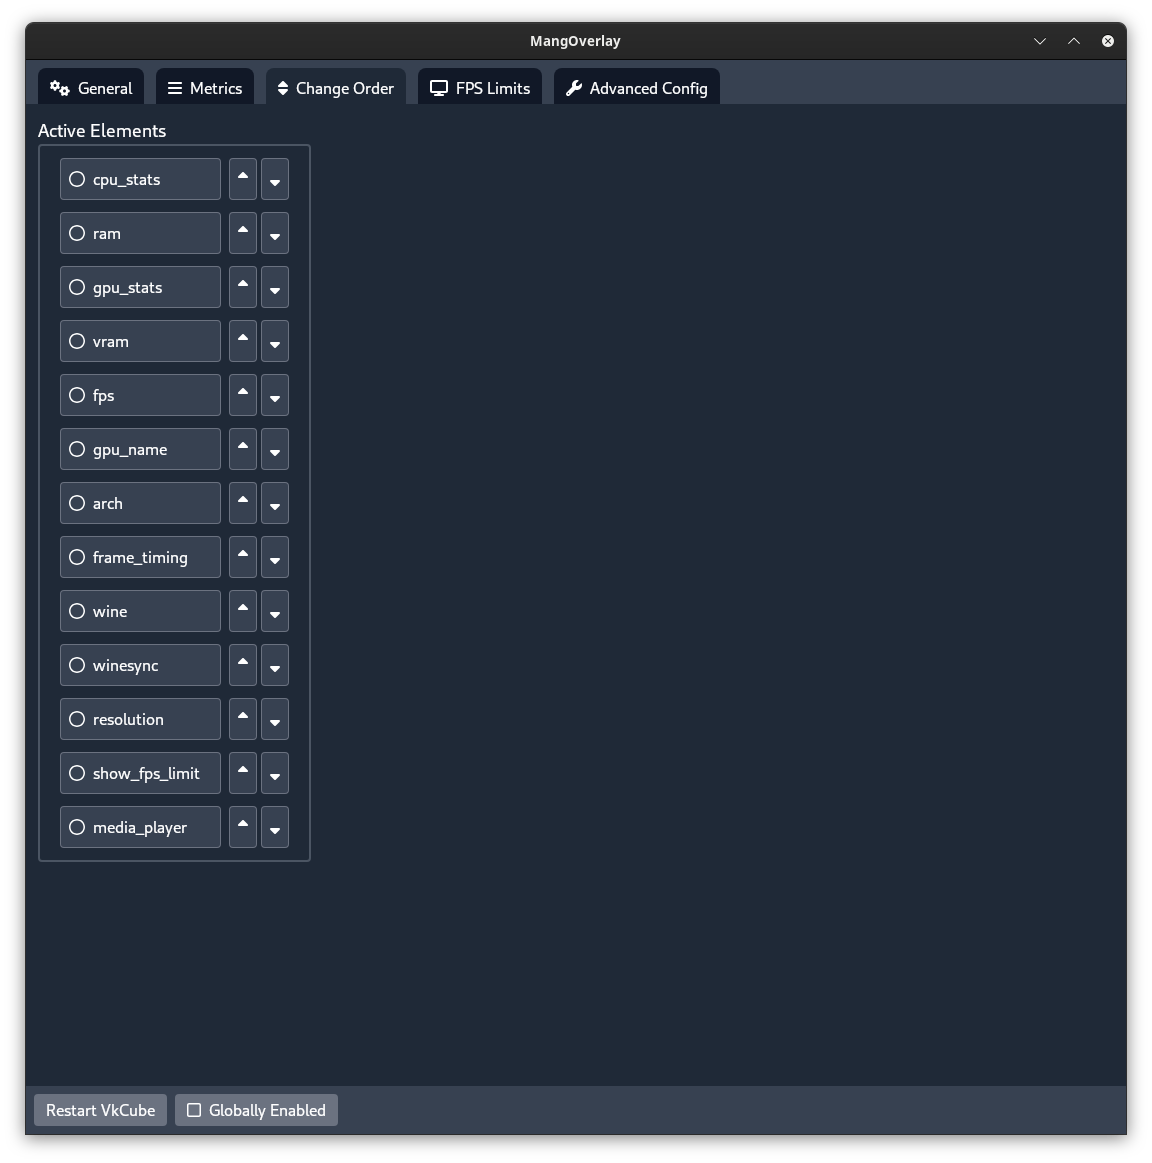 MangOverlay
General Metrics Change Order FPS Limits Advanced Config
Active Elements
cpu_stats
ram
gpu_stats
vram
fps
gpu_name
arch
frame_timing
wine
winesync
resolution
show_fps_limit
media_player
Restart VkCube Globally Enabled